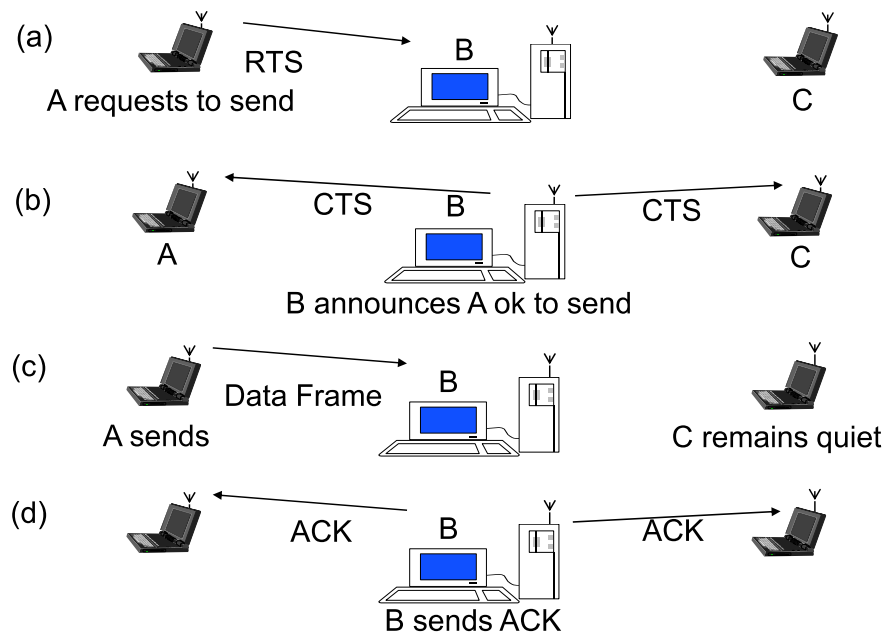 (a)
B
RTS
A requests to send
C
(b)
CTS
B
CTS
A
C
B announces A ok to send
(c)
B
Data Frame
A sends
C remains quiet
(d)
ACK
B
ACK
B sends ACK